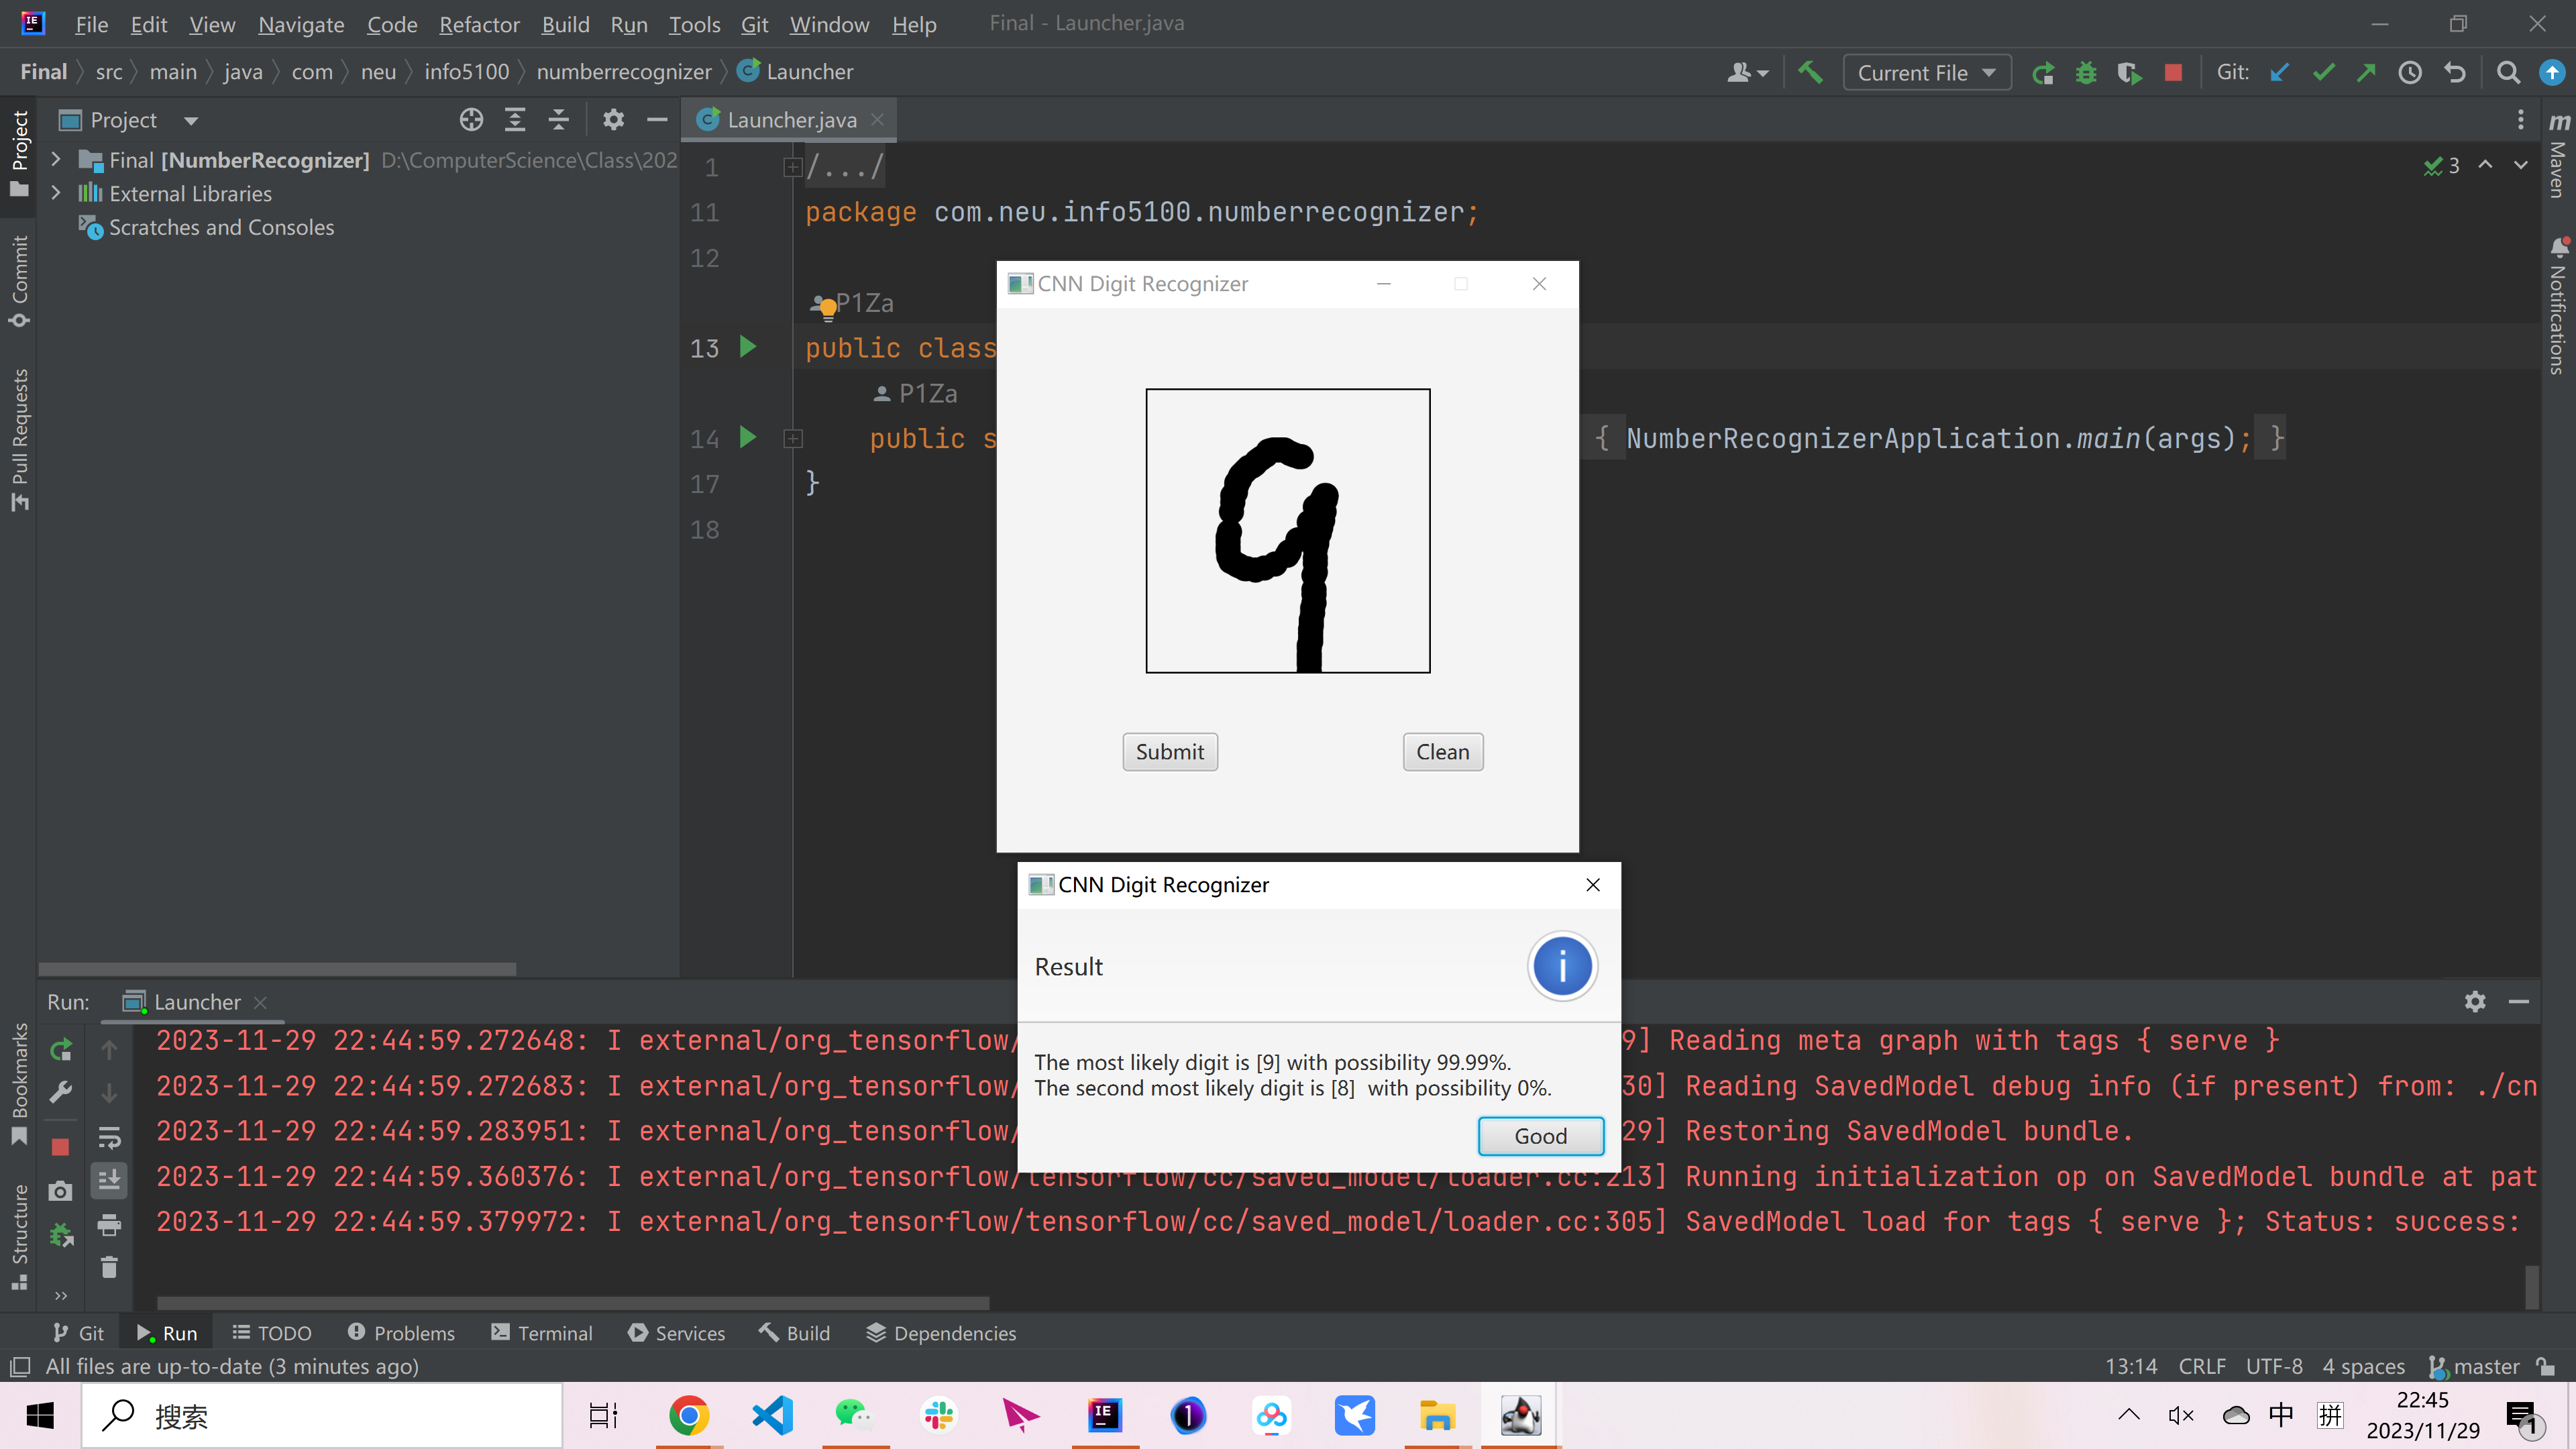 File Edit View Navigate Code Refactor Build Run Tools Git Window Help Final - Launcher.java
Final src main java com neu info5100 numberrecognizer Launcher Current File Git:
Project
Launcher.java
Final [NumberRecognizer] D:\ComputerScience\Class\202
External Libraries
Scratches and Consoles
Project
Commit
Pull Requests
Bookmarks
Structure
Maven
Notifications
3
1 /.../
11 package com.neu.info5100.numberrecognizer;
12
P1Za
13 public class
P1Za
14 public s { NumberRecognizerApplication.main(args); }
17 }
18
CNN Digit Recognizer
9
Submit Clean
CNN Digit Recognizer
Result
The most likely digit is [9] with possibility 99.99%.
The second most likely digit is [8] with possibility 0%.
Good
Run: Launcher
2023-11-29 22:44:59.272648: I external/org_tensorflow/ 9] Reading meta graph with tags { serve }
2023-11-29 22:44:59.272683: I external/org_tensorflow/ 30] Reading SavedModel debug info (if present) from: ./cn
2023-11-29 22:44:59.283951: I external/org_tensorflow/ 29] Restoring SavedModel bundle.
2023-11-29 22:44:59.360376: I external/org_tensorflow/tensorflow/cc/saved_model/loader.cc:213] Running initialization op on SavedModel bundle at pat
2023-11-29 22:44:59.379972: I external/org_tensorflow/tensorflow/cc/saved_model/loader.cc:305] SavedModel load for tags { serve }; Status: success:
Git Run TODO Problems Terminal Services Build Dependencies
All files are up-to-date (3 minutes ago) 13:14 CRLF UTF-8 4 spaces master
搜索
中 拼
22:45
2023/11/29
1